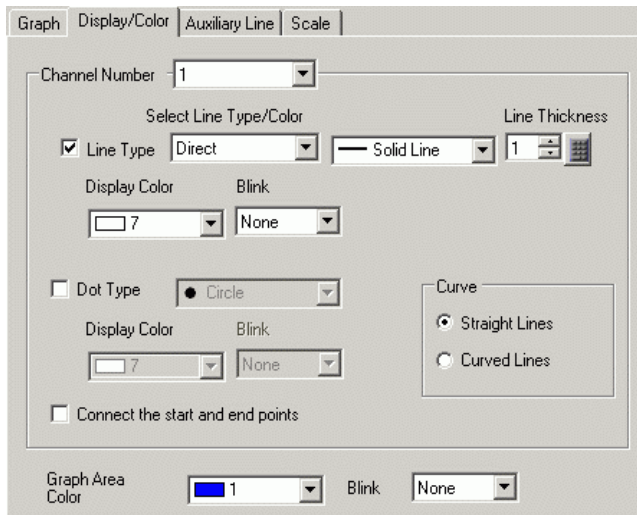 Graph Display/Color Auxiliary Line Scale
Channel Number 1
Select Line Type/Color Line Thickness
Line Type Direct Solid Line 1
Display Color Blink
7 None
Dot Type Circle
Curve
Display Color Blink
Straight Lines
7 None
Curved Lines
Connect the start and end points
Graph Area Color 1 Blink None